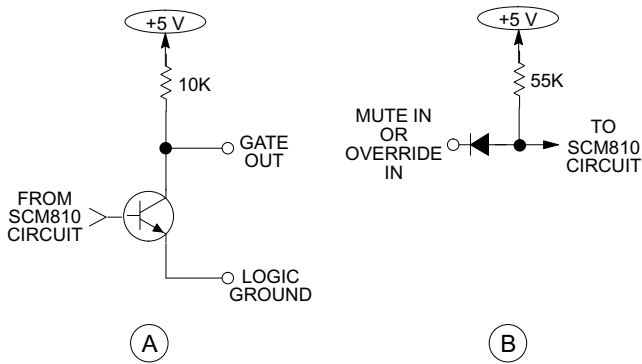 +5 V
10K
GATE
OUT
FROM
SCM810
CIRCUIT
LOGIC
GROUND
A
+5 V
55K
MUTE IN
OR
OVERRIDE
IN
TO
SCM810
CIRCUIT
B